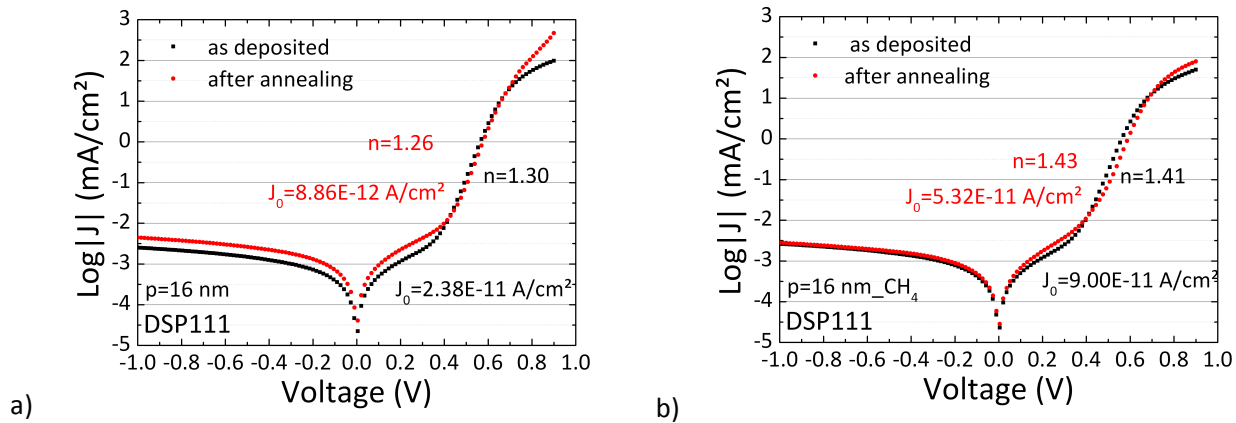 3
2
1
0
-1
-2
-3
-4
-5
Log|J| (mA/cm²)
as deposited
after annealing
n=1.26
n=1.30
J₀=8.86E-12 A/cm²
J₀=2.38E-11 A/cm²
p=16 nm
DSP111
-1.0 -0.8 -0.6 -0.4 -0.2 0.0 0.2 0.4 0.6 0.8 1.0
Voltage (V)
a)
3
2
1
0
-1
-2
-3
-4
-5
Log|J| (mA/cm²)
as deposited
after annealing
n=1.43
n=1.41
J₀=5.32E-11 A/cm²
J₀=9.00E-11 A/cm²
p=16 nm_CH₄
DSP111
-1.0 -0.8 -0.6 -0.4 -0.2 0.0 0.2 0.4 0.6 0.8 1.0
Voltage (V)
b)